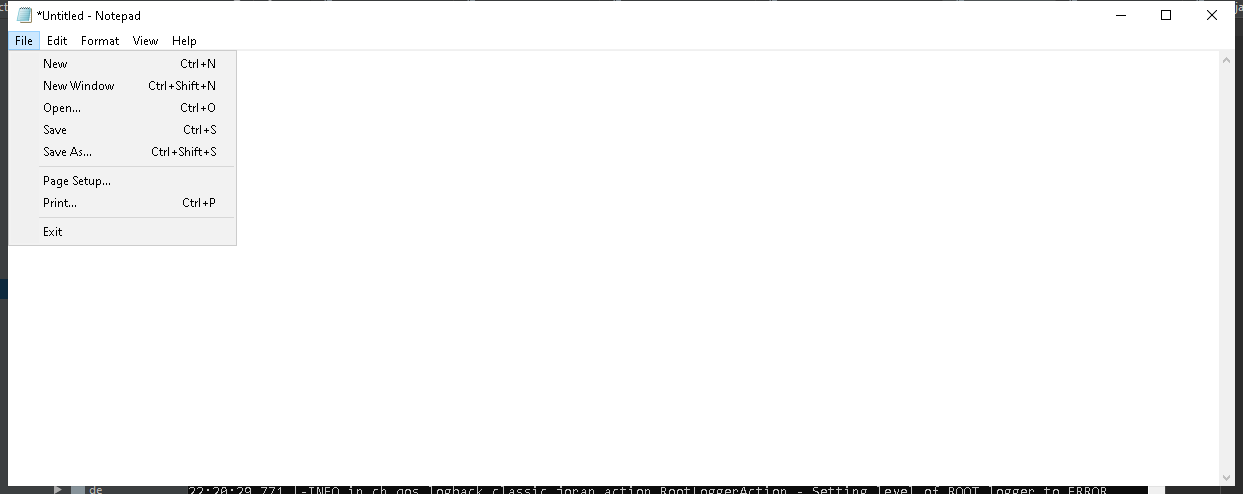 *Untitled - Notepad
File Edit Format View Help
New Ctrl+N
New Window Ctrl+Shift+N
Open... Ctrl+O
Save Ctrl+S
Save As... Ctrl+Shift+S
Page Setup...
Print... Ctrl+P
Exit
de 22:20:29,771 |-INFO in ch.qos.logback.classic.joran.action.RootLoggerAction - Setting level of ROOT logger to ERROR